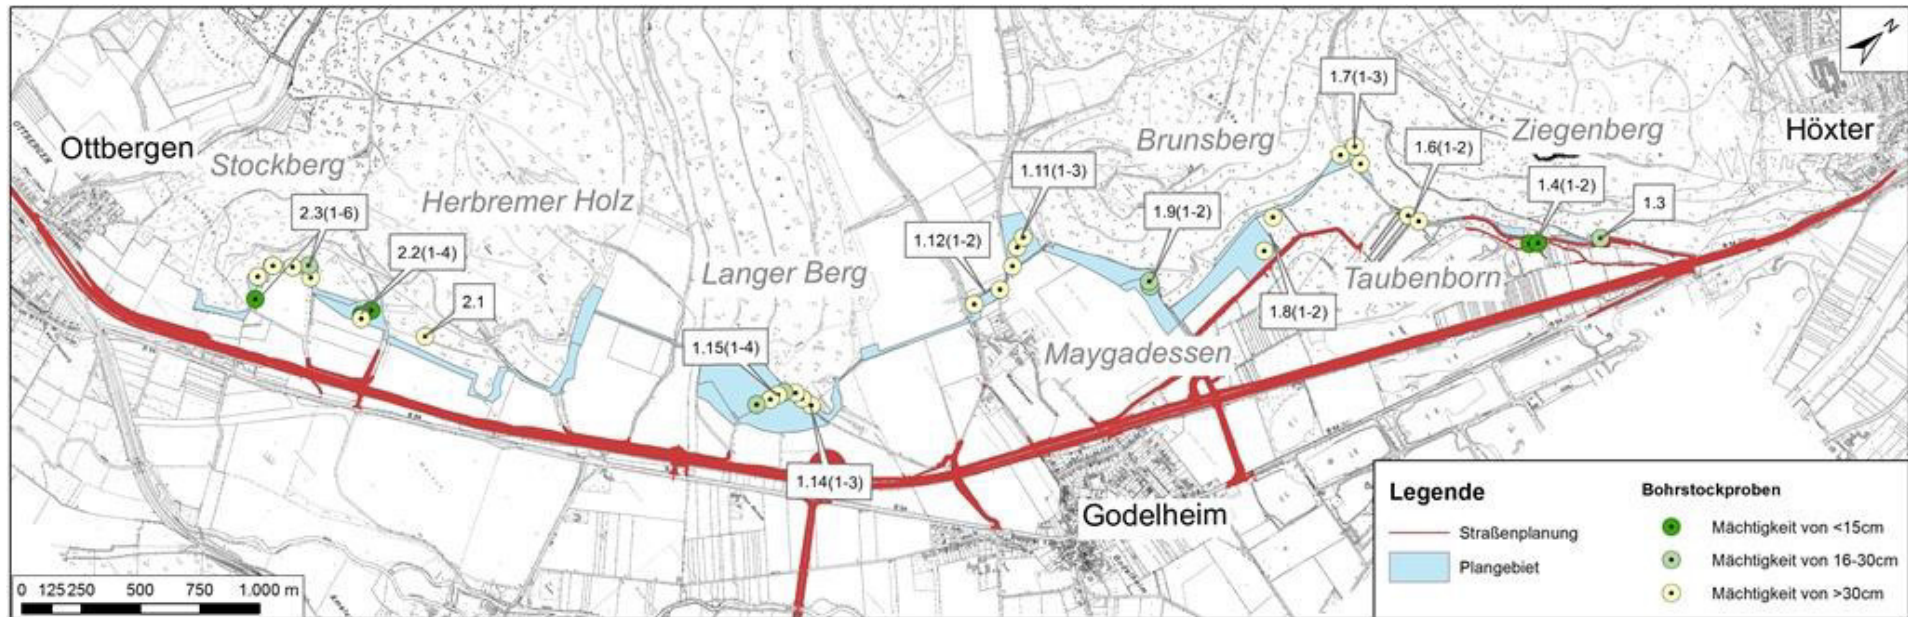 N
1.7(1-3)
Ottbergen
Stockberg
Brunsberg
Ziegenberg
Höxter
1.6(1-2)
1.4(1-2)
1.3
2.3(1-6)
Herbremer Holz
1.11(1-3)
1.9(1-2)
2.2(1-4)
1.12(1-2)
Langer Berg
Taubenborn
2.1
1.8(1-2)
1.15(1-4)
Maygadessen
1.14(1-3)
Godelheim
Legende
Straßenplanung
Plangebiet
Bohrstockproben
Mächtigkeit von <15cm
Mächtigkeit von 16-30cm
Mächtigkeit von >30cm
0 125 250 500 750 1.000 m